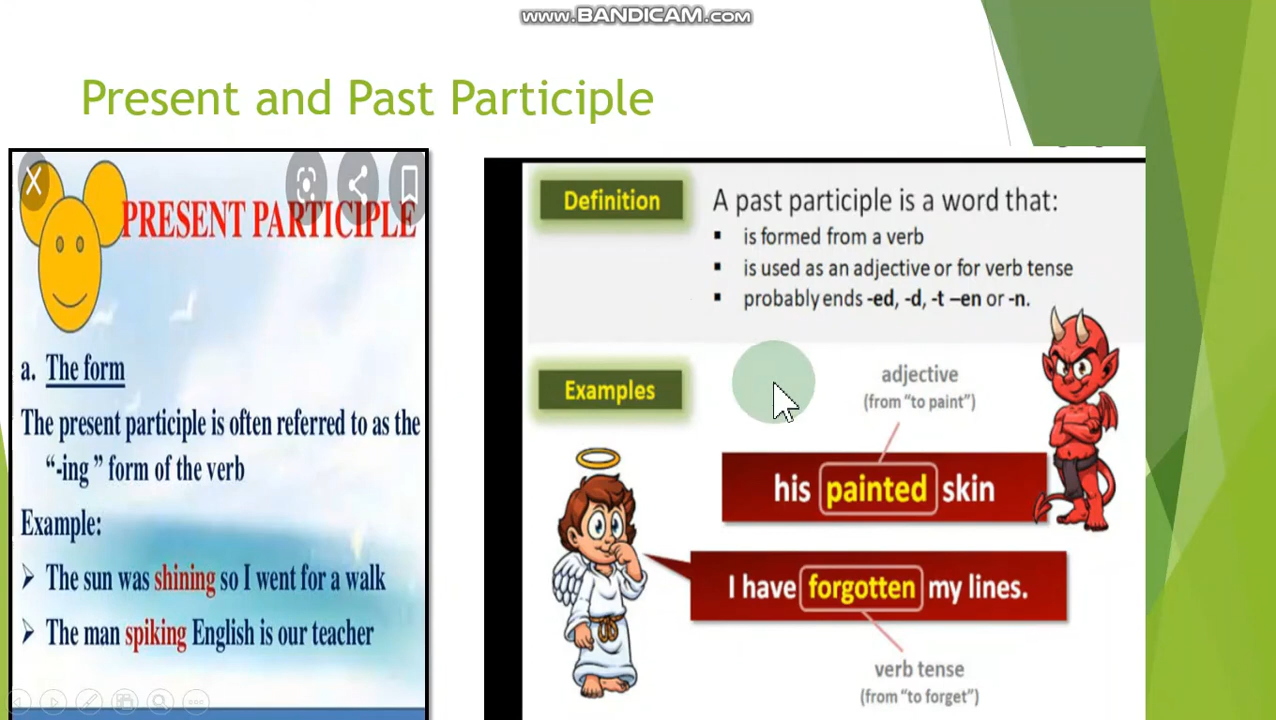 www.BANDICAM.com
Present and Past Participle
PRESENT PARTICIPLE
a. The form
The present participle is often referred to as the
“-ing ” form of the verb
Example:
The sun was shining so I went for a walk
The man spiking English is our teacher
Definition
A past participle is a word that:
▪ is formed from a verb
▪ is used as an adjective or for verb tense
▪ probably ends -ed, -d, -t –en or -n.
Examples
adjective
(from “to paint”)
his painted skin
I have forgotten my lines.
verb tense
(from “to forget”)